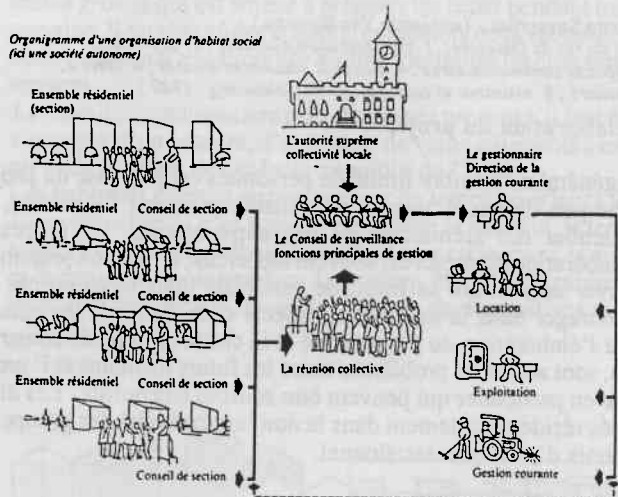 Organigramme d'une organisation d'habitat social
(ici une société autonome)
Ensemble résidentiel
(section)
L'autorité suprême
collectivité locale
Le gestionnaire
Direction de la
gestion courante
Ensemble résidentiel Conseil de section
Le Conseil de surveillance
fonctions principales de gestion
Ensemble résidentiel Conseil de section
Location
Ensemble résidentiel Conseil de section
La réunion collective
Exploitation
Conseil de section
Gestion courante